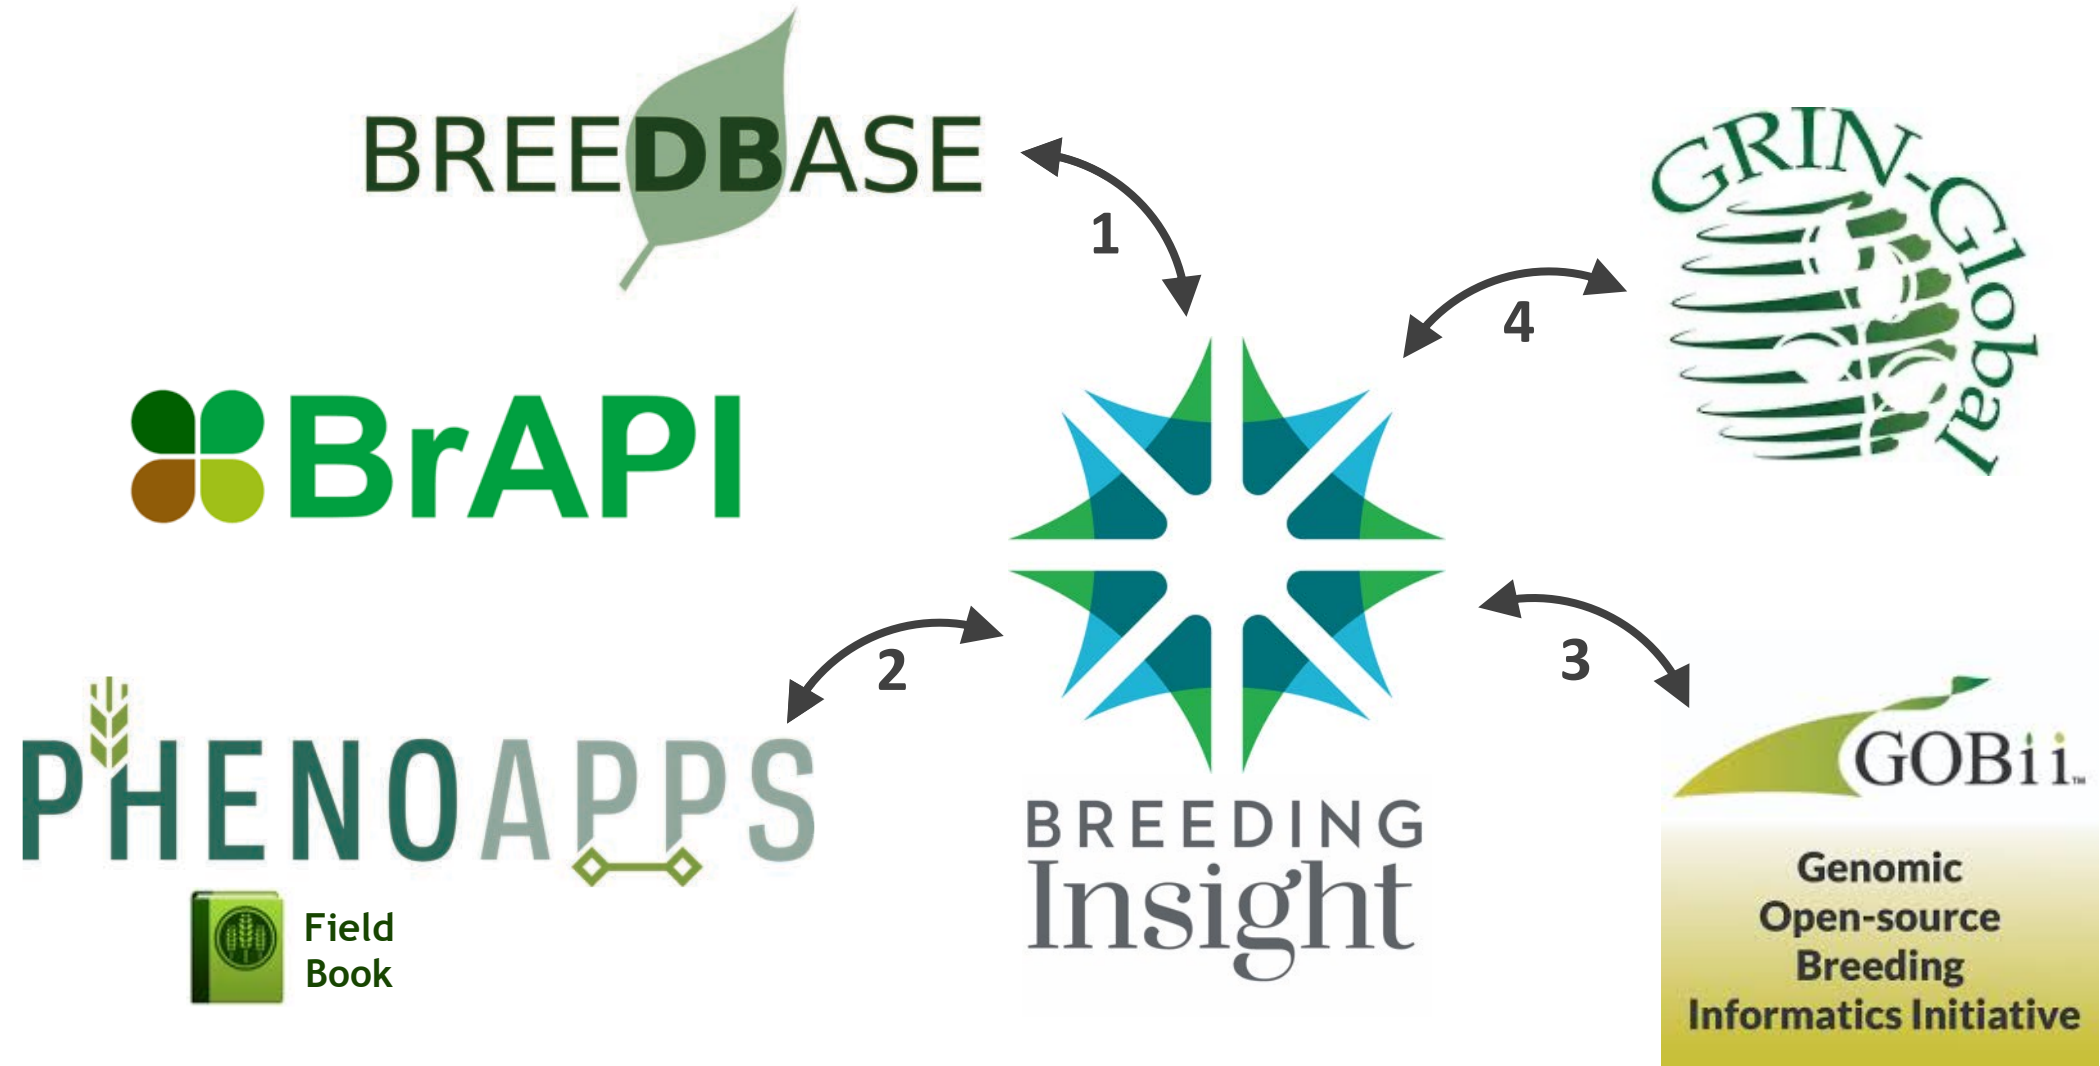 BREEDBASE
1
GRIN-Global
4
BrAPI
2
3
PHENOAPPS
GOBii™
BREEDING
Insight
Genomic
Open-source
Breeding
Informatics Initiative
Field
Book